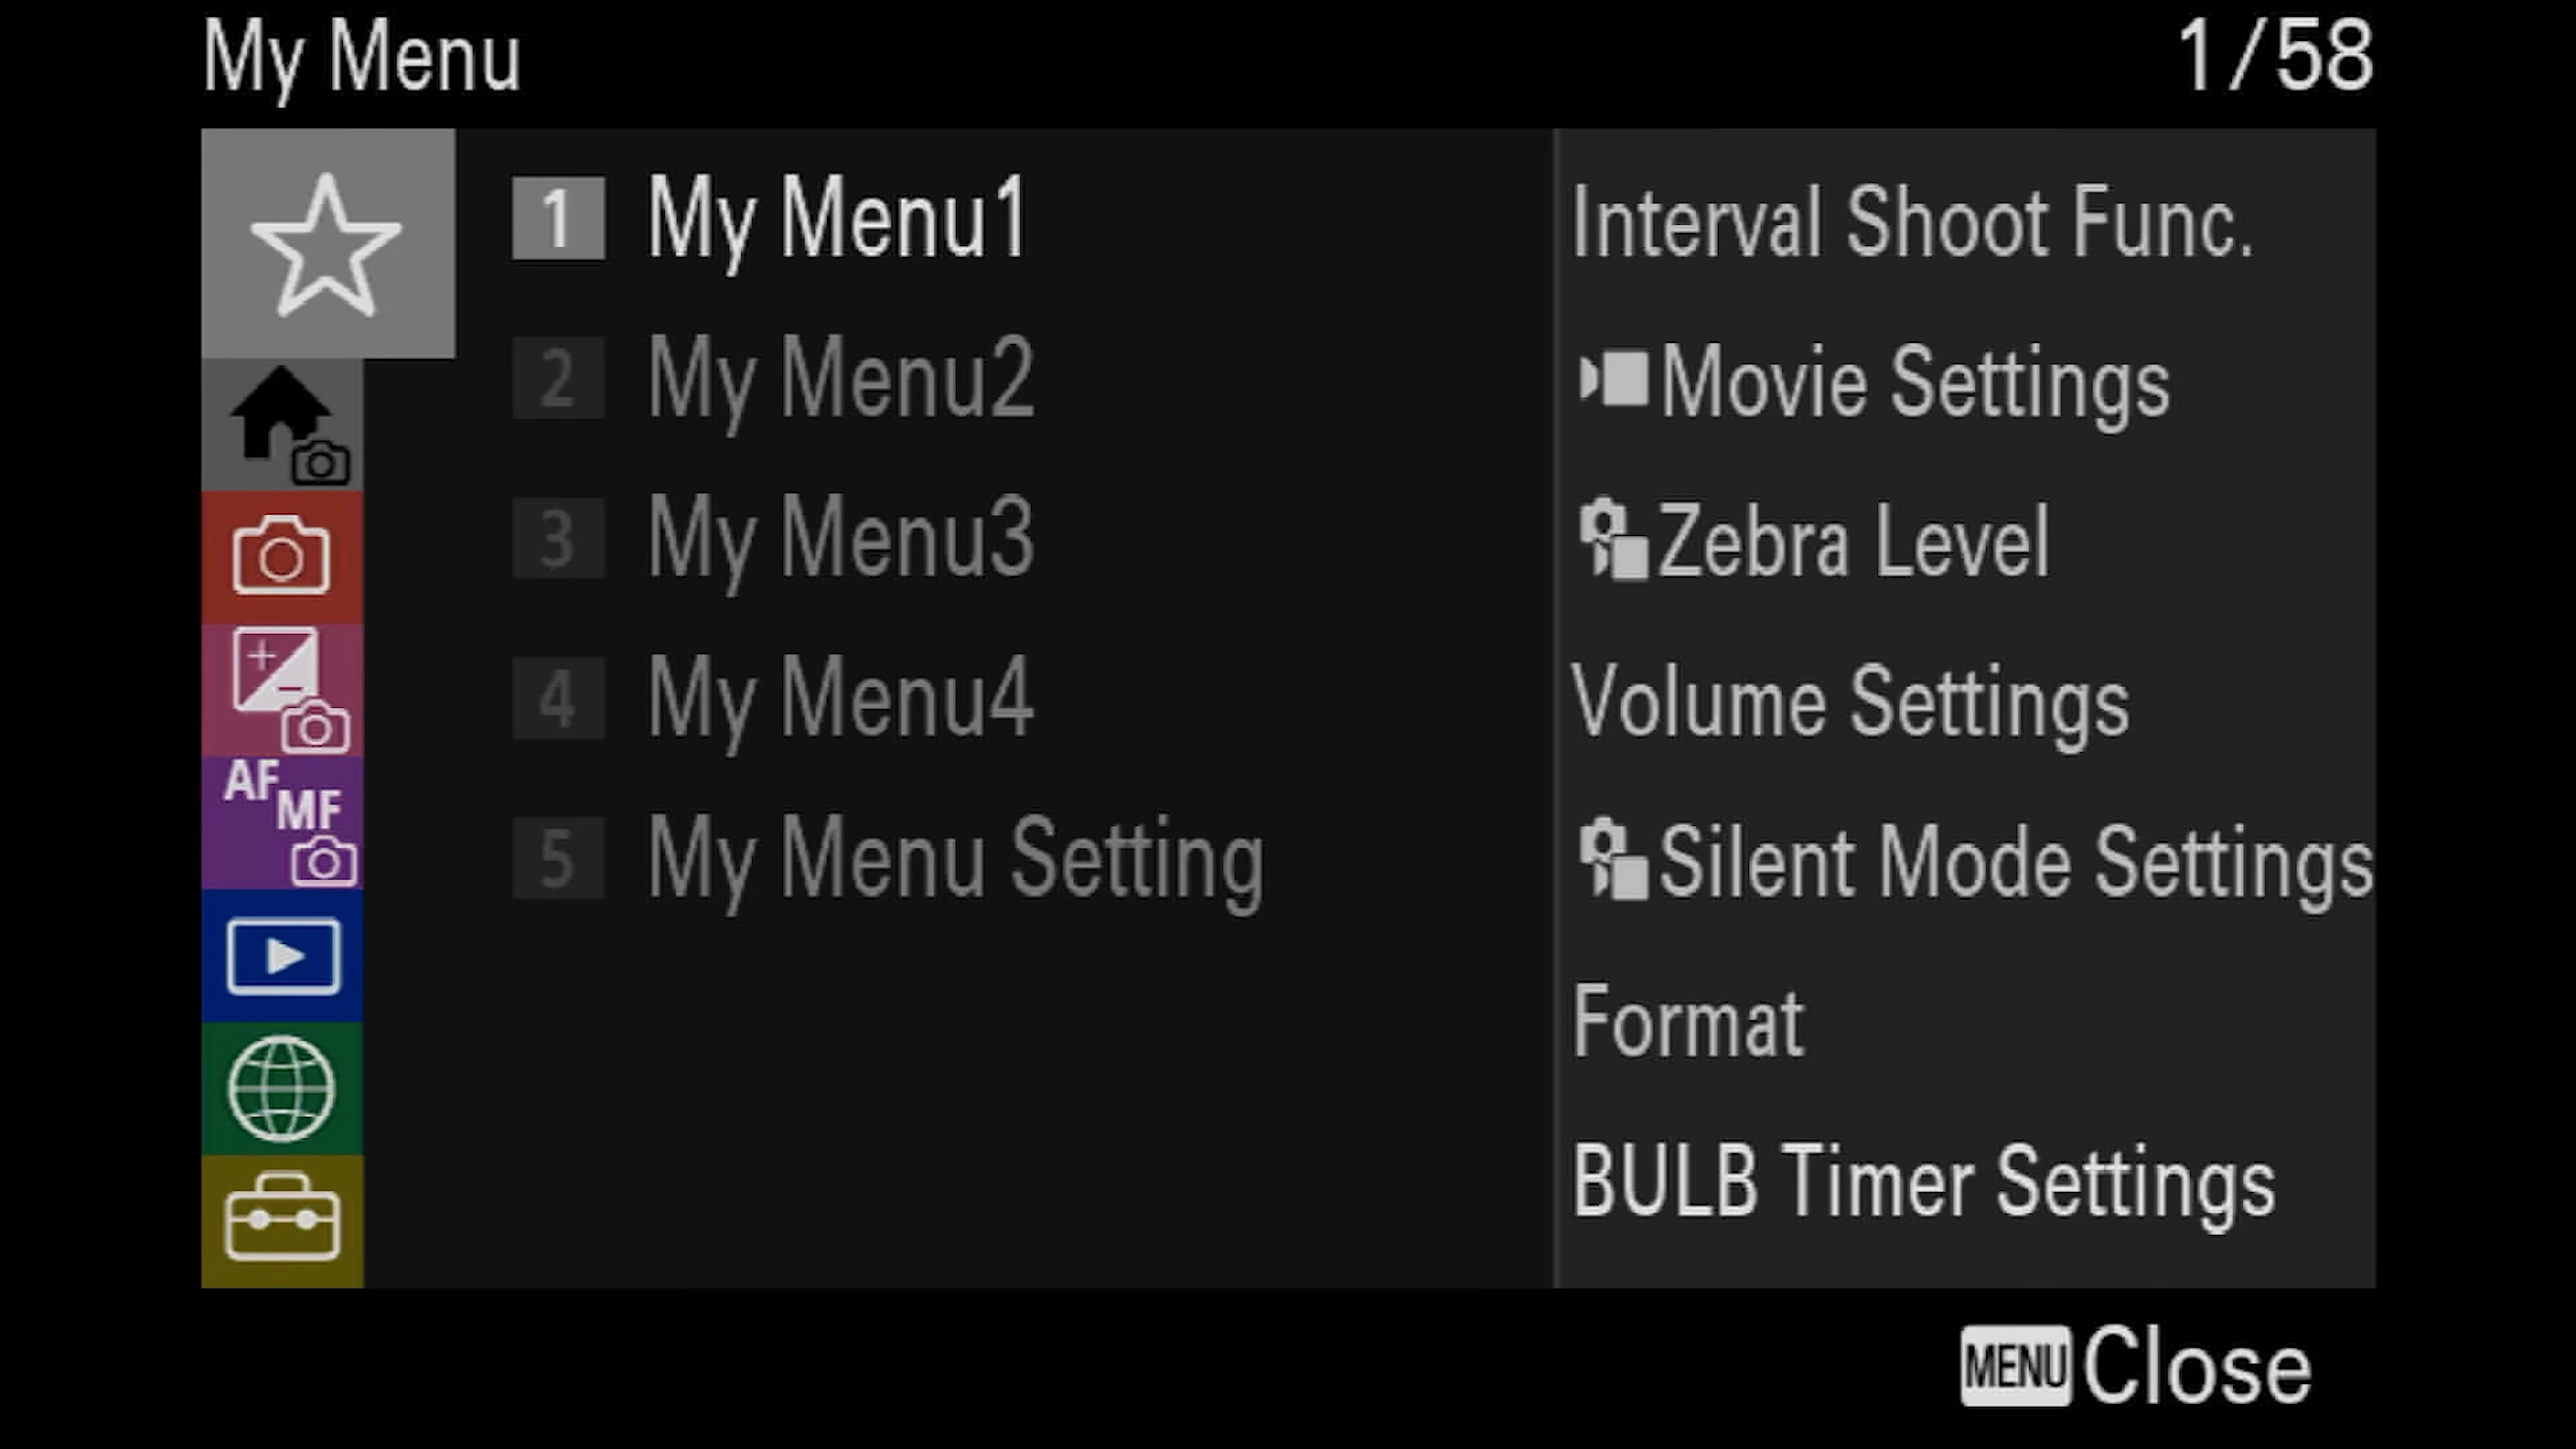 My Menu
1/58
1 My Menu1
2 My Menu2
3 My Menu3
4 My Menu4
5 My Menu Setting
AF
MF
Interval Shoot Func.
Movie Settings
Zebra Level
Volume Settings
Silent Mode Settings
Format
BULB Timer Settings
MENU Close